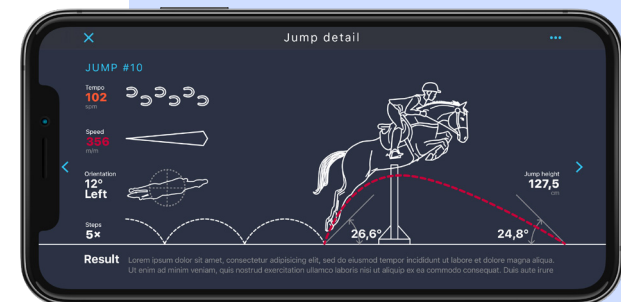 Jump detail
JUMP #10
Tempo
102
spm
Speed
356
m/m
Orientation
12°
Left
Jump height
127,5
cm
Steps
5×
26,6°
24,8°
Result
Lorem ipsum dolor sit amet, consectetur adipisicing elit, sed do eiusmod tempor incididunt ut labore et dolore magna aliqua.
Ut enim ad minim veniam, quis nostrud exercitation ullamco laboris nisi ut aliquip ex ea commodo consequat. Duis aute irure